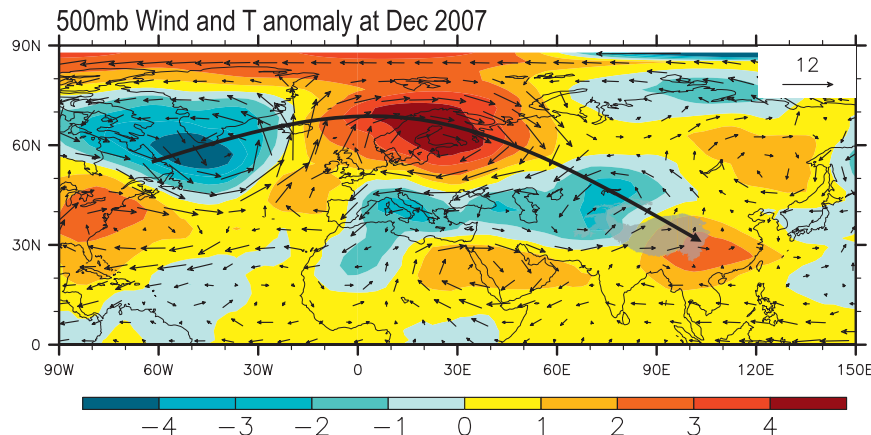 500mb Wind and T anomaly at Dec 2007
90N
12
60N
30N
0
90W 60W 30W 0 30E 60E 90E 120E 150E
-4 -3 -2 -1 0 1 2 3 4